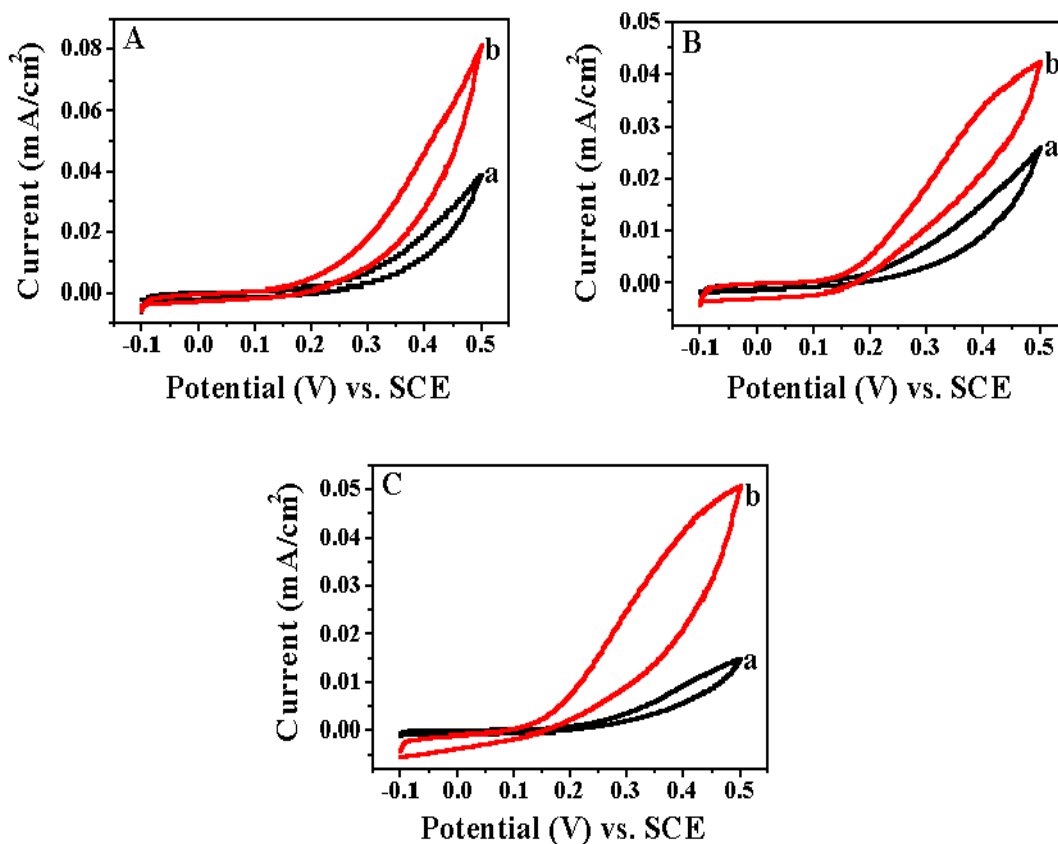 A
b
a
0.08
0.06
0.04
0.02
0.00
-0.1 0.0 0.1 0.2 0.3 0.4 0.5
Current (mA/cm²)
Potential (V) vs. SCE
B
b
a
0.05
0.04
0.03
0.02
0.01
0.00
-0.1 0.0 0.1 0.2 0.3 0.4 0.5
Current (mA/cm²)
Potential (V) vs. SCE
C
b
a
0.05
0.04
0.03
0.02
0.01
0.00
-0.1 0.0 0.1 0.2 0.3 0.4 0.5
Current (mA/cm²)
Potential (V) vs. SCE